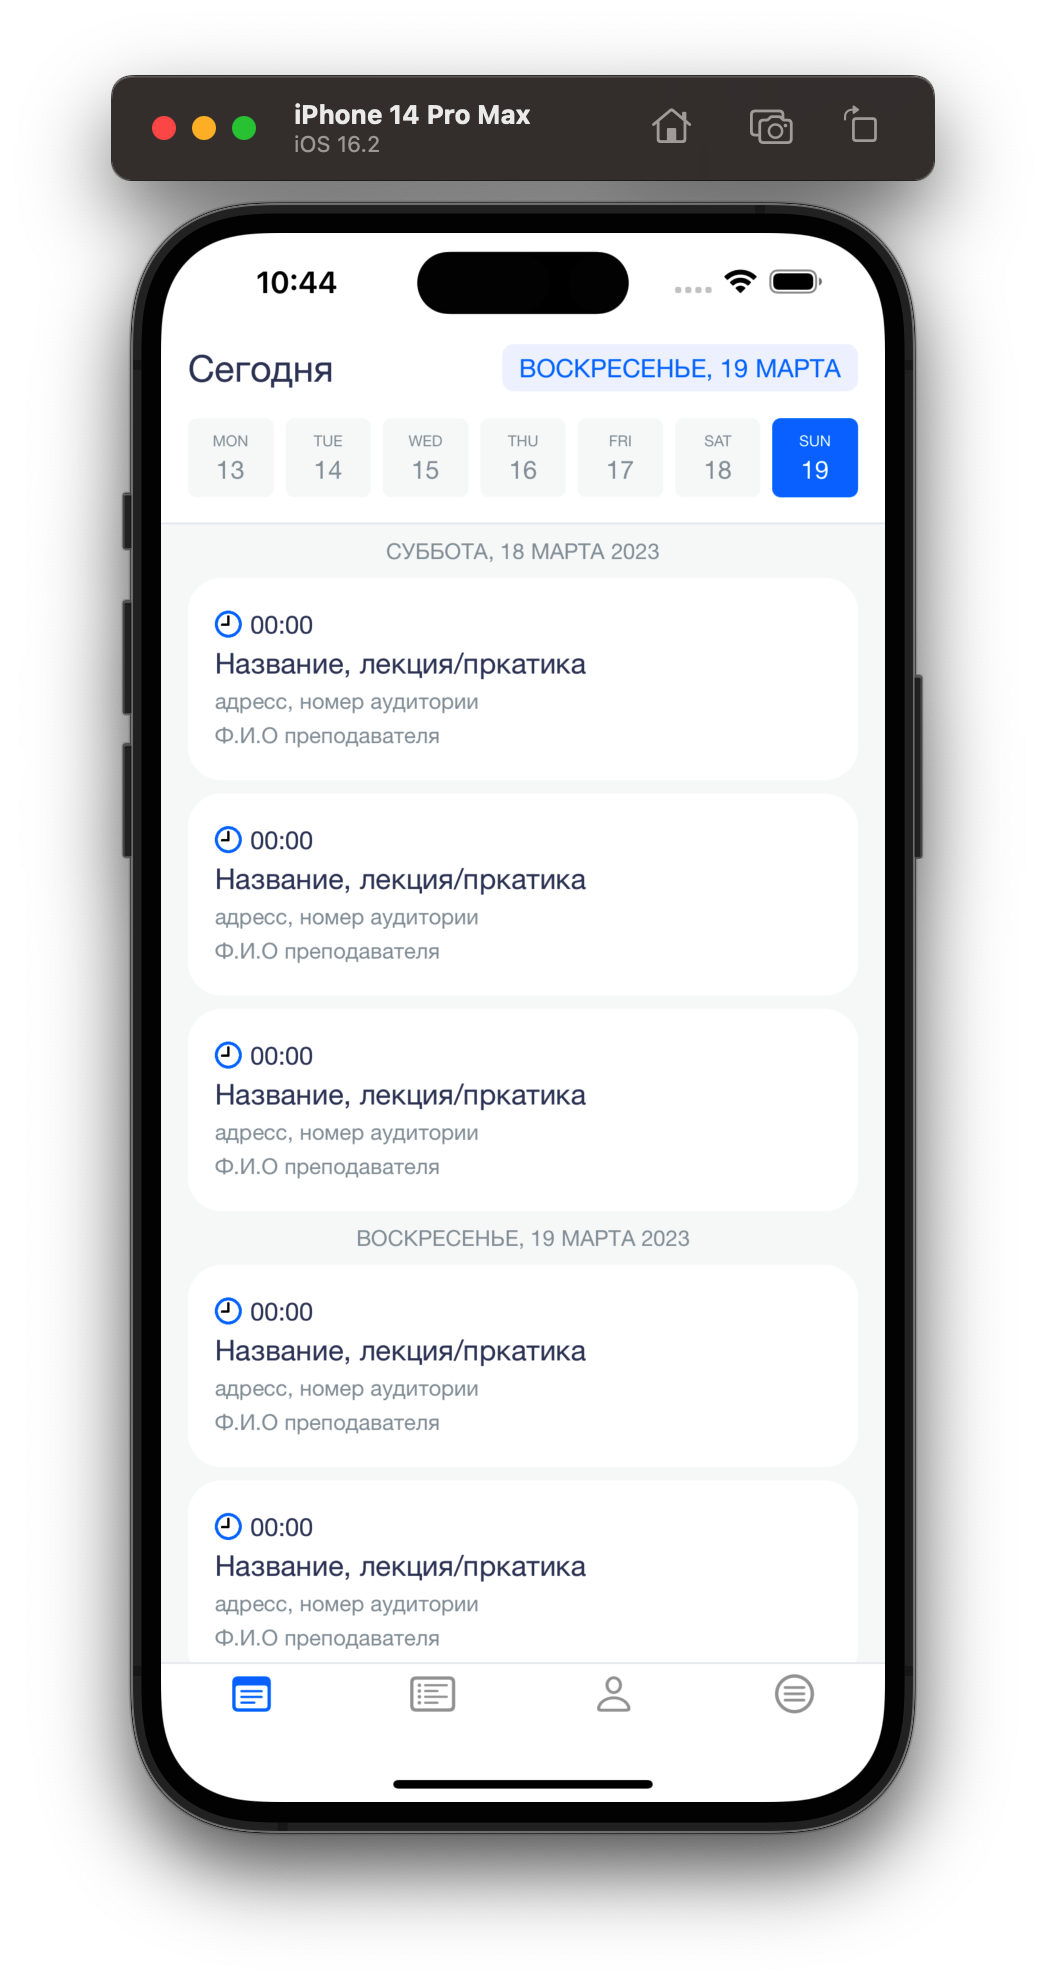 iPhone 14 Pro Max
iOS 16.2
10:44
Сегодня
ВОСКРЕСЕНЬЕ, 19 МАРТА
MON TUE WED THU FRI SAT SUN
13 14 15 16 17 18 19
СУББОТА, 18 МАРТА 2023
00:00
Название, лекция/пркатика
адресс, номер аудитории
Ф.И.О преподавателя
00:00
Название, лекция/пркатика
адресс, номер аудитории
Ф.И.О преподавателя
00:00
Название, лекция/пркатика
адресс, номер аудитории
Ф.И.О преподавателя
ВОСКРЕСЕНЬЕ, 19 МАРТА 2023
00:00
Название, лекция/пркатика
адресс, номер аудитории
Ф.И.О преподавателя
00:00
Название, лекция/пркатика
адресс, номер аудитории
Ф.И.О преподавателя